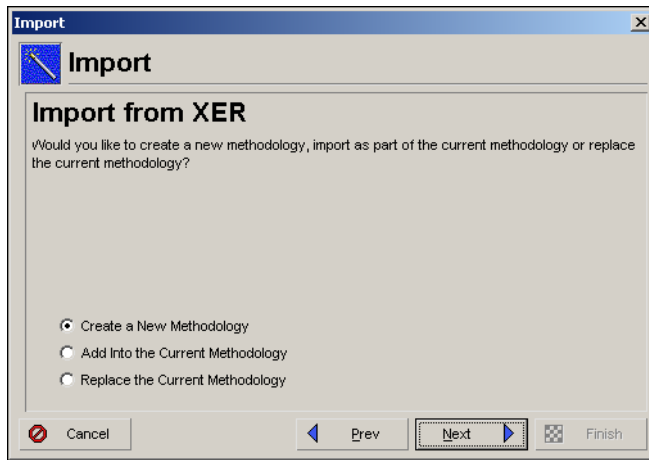 Import
Import
Import from XER
Would you like to create a new methodology, import as part of the current methodology or replace
the current methodology?
Create a New Methodology
Add Into the Current Methodology
Replace the Current Methodology
Cancel
Prev
Next
Finish